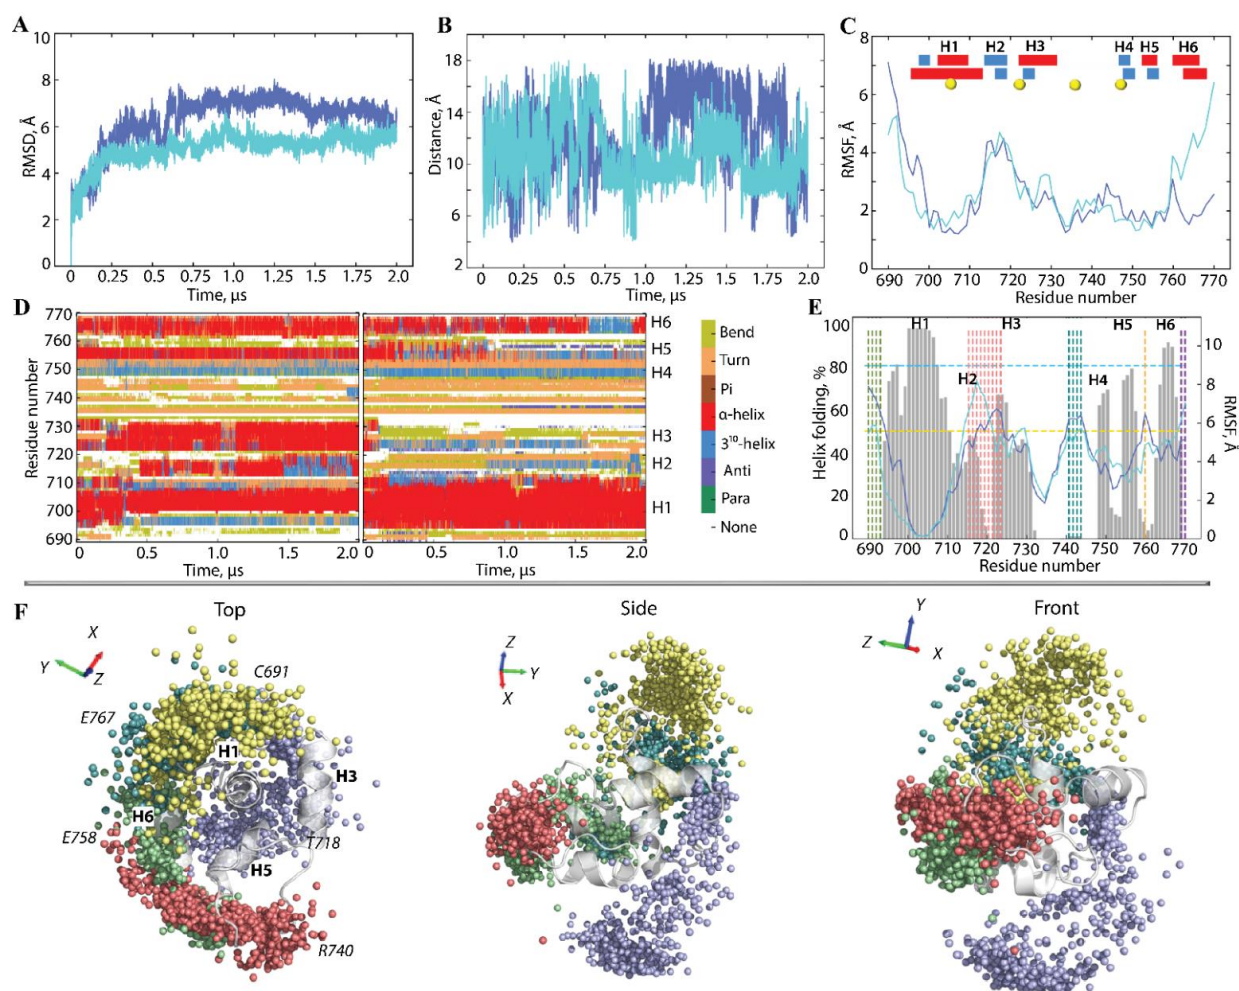 A
10
8
6
4
2
0
RMSD, Å
0 0.25 0.5 0.75 1.0 1.25 1.5 1.75 2.0
Time, μs
B
18
14
10
6
2
Distance, Å
0 0.25 0.5 0.75 1.0 1.25 1.5 1.75 2.0
Time, μs
C
8
6
4
2
0
RMSF, Å
H1 H2 H3 H4 H5 H6
690 700 710 720 730 740 750 760 770
Residue number
D
770
760
750
740
730
720
710
700
690
Residue number
0 0.5 1.0 1.5 2.0
Time, μs
0 0.5 1.0 1.5 2.0
Time, μs
H6
H5
H4
H3
H2
H1
Bend
Turn
Pi
α-helix
3¹⁰-helix
Anti
Para
- None
E
100
80
60
40
20
0
Helix folding, %
H1 H3 H5 H6
H2 H4
10
8
6
4
2
0
RMSF, Å
690 700 710 720 730 740 750 760 770
Residue number
F
Top
X
Y
Z
C691
E767
H1
H3
H6
E758
T718
H5
R740
Side
Z
Y
X
Front
Y
Z
X